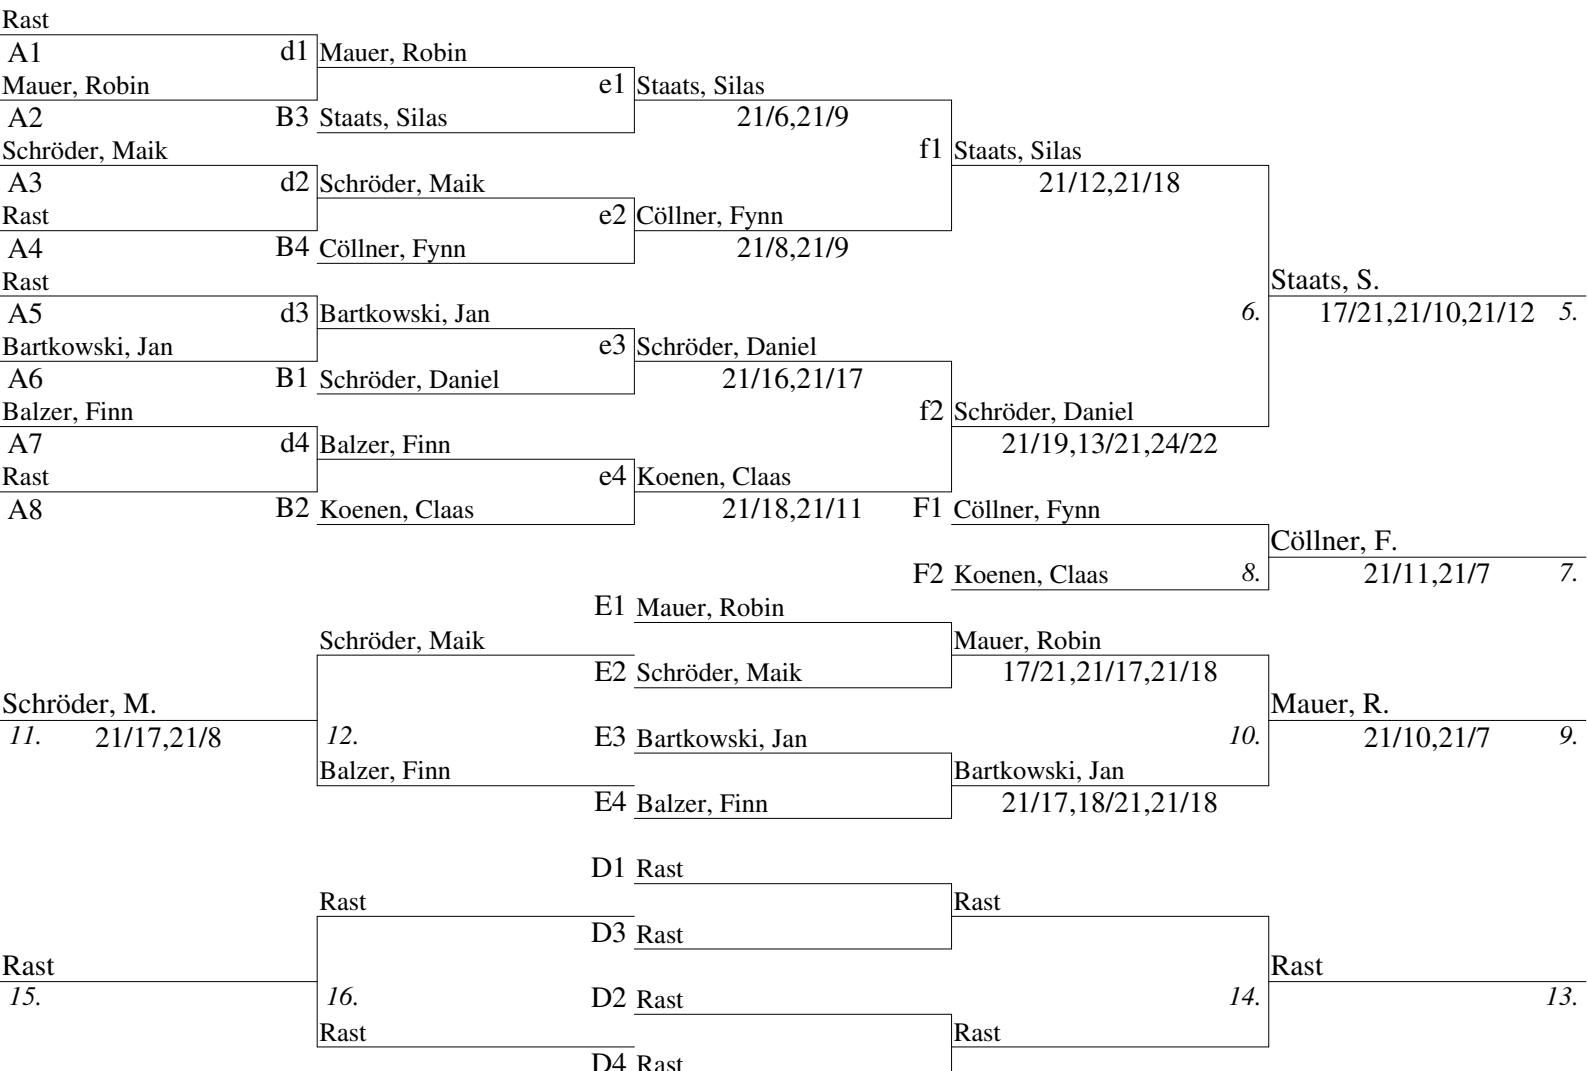 Rast
A1 d1 Mauer, Robin
Mauer, Robin e1 Staats, Silas
A2 B3 Staats, Silas 21/6,21/9
Schröder, Maik f1 Staats, Silas
A3 d2 Schröder, Maik 21/12,21/18
Rast e2 Cöllner, Fynn
A4 B4 Cöllner, Fynn 21/8,21/9
Rast Staats, S.
A5 d3 Bartkowski, Jan 6. 17/21,21/10,21/12 5.
Bartkowski, Jan e3 Schröder, Daniel
A6 B1 Schröder, Daniel 21/16,21/17
Balzer, Finn f2 Schröder, Daniel
A7 d4 Balzer, Finn 21/19,13/21,24/22
Rast e4 Koenen, Claas
A8 B2 Koenen, Claas 21/18,21/11 F1 Cöllner, Fynn
Cöllner, F.
F2 Koenen, Claas 8. 21/11,21/7 7.
E1 Mauer, Robin
Schröder, Maik Mauer, Robin
E2 Schröder, Maik 17/21,21/17,21/18
Schröder, M. Mauer, R.
11. 21/17,21/8 12. E3 Bartkowski, Jan 10. 21/10,21/7 9.
Balzer, Finn Bartkowski, Jan
E4 Balzer, Finn 21/17,18/21,21/18
D1 Rast
Rast Rast
D3 Rast
Rast Rast
15. 16. D2 Rast 14. 13.
Rast Rast
D4 Rast